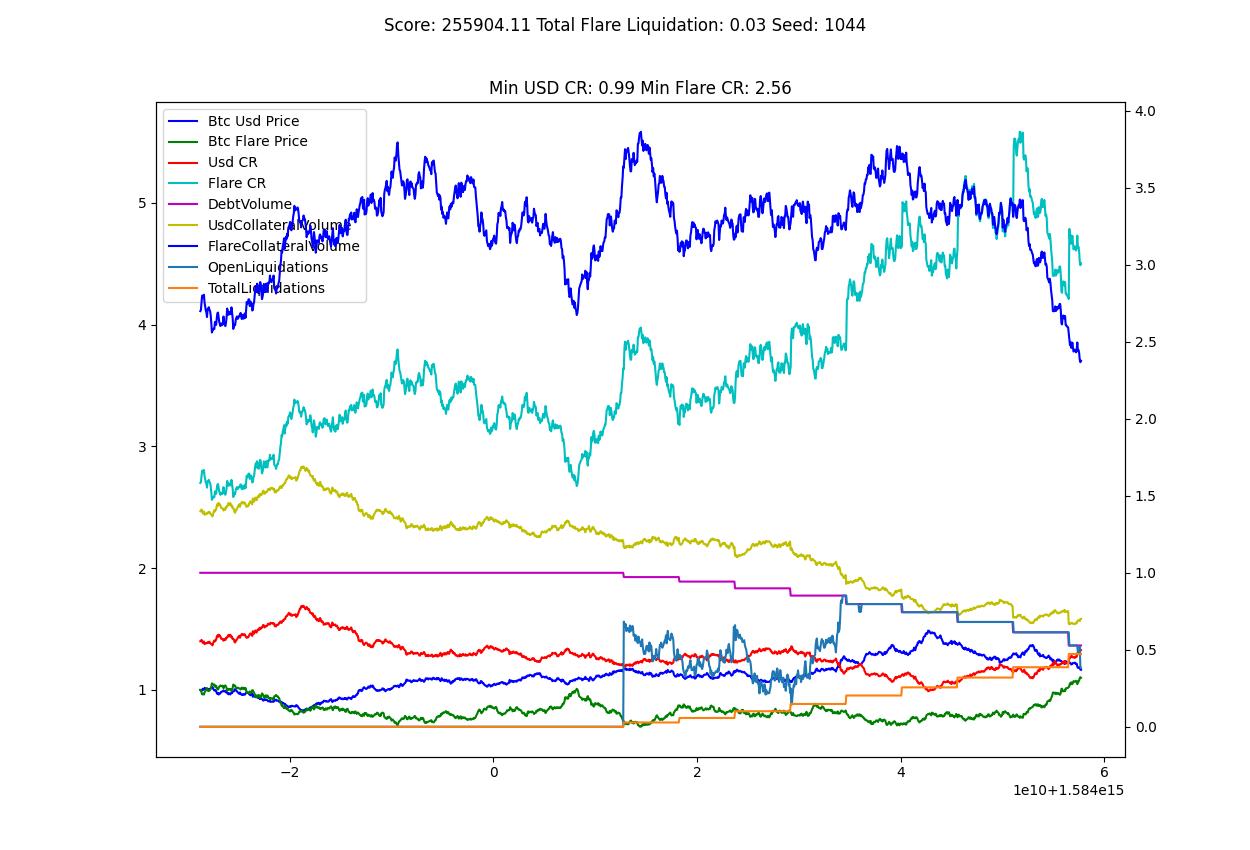 Score: 255904.11 Total Flare Liquidation: 0.03 Seed: 1044
Min USD CR: 0.99 Min Flare CR: 2.56
Btc Usd Price
Btc Flare Price
Usd CR
Flare CR
DebtVolume
UsdCollateralVolume
FlareCollateralVolume
OpenLiquidations
TotalLiquidations
5
4
3
2
1
4.0
3.5
3.0
2.5
2.0
1.5
1.0
0.5
0.0
−2 0 2 4 6
1e10+1.584e15